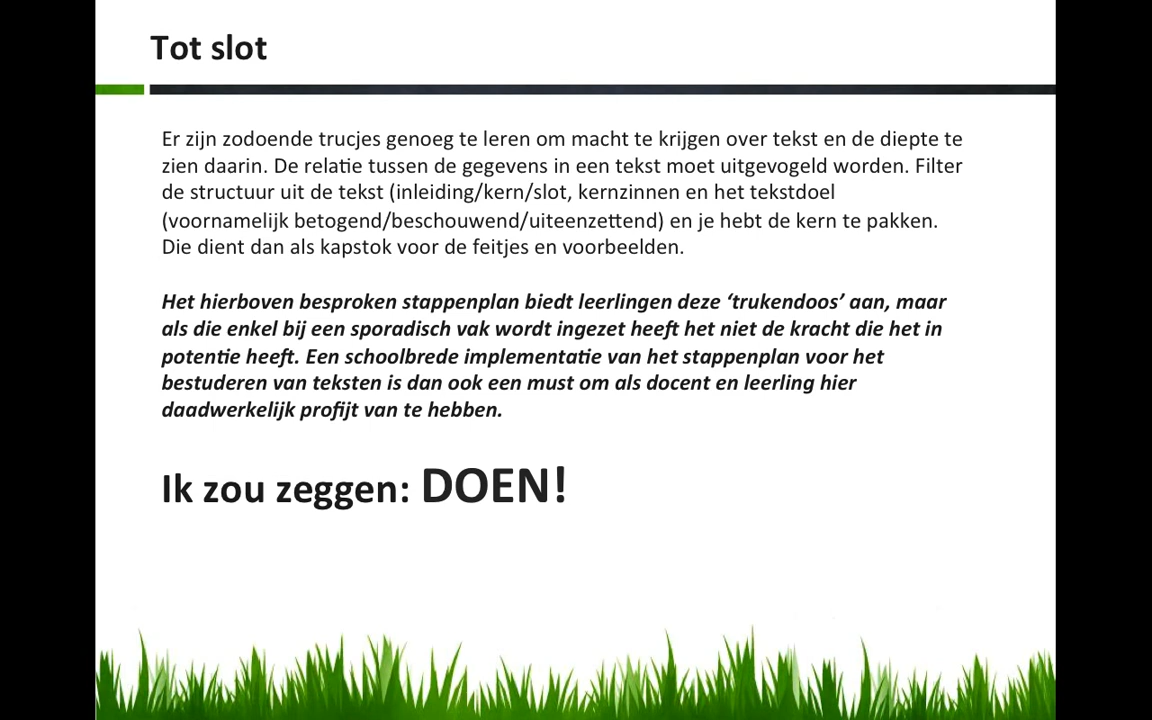 Tot slot
Er zijn zodoende trucjes genoeg te leren om macht te krijgen over tekst en de diepte te
zien daarin. De relatie tussen de gegevens in een tekst moet uitgevogeld worden. Filter
de structuur uit de tekst (inleiding/kern/slot, kernzinnen en het tekstdoel
(voornamelijk betogend/beschouwend/uiteenzettend) en je hebt de kern te pakken.
Die dient dan als kapstok voor de feitjes en voorbeelden.
Het hierboven besproken stappenplan biedt leerlingen deze ‘trukendoos’ aan, maar
als die enkel bij een sporadisch vak wordt ingezet heeft het niet de kracht die het in
potentie heeft. Een schoolbrede implementatie van het stappenplan voor het
bestuderen van teksten is dan ook een must om als docent en leerling hier
daadwerkelijk profijt van te hebben.
Ik zou zeggen: DOEN!